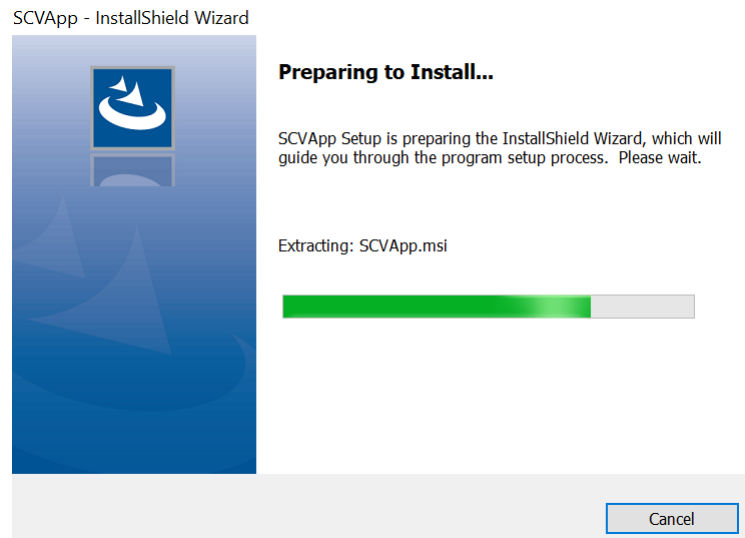 SCVApp - InstallShield Wizard
Preparing to Install...
SCVApp Setup is preparing the InstallShield Wizard, which will
guide you through the program setup process.  Please wait.
Extracting: SCVApp.msi
Cancel